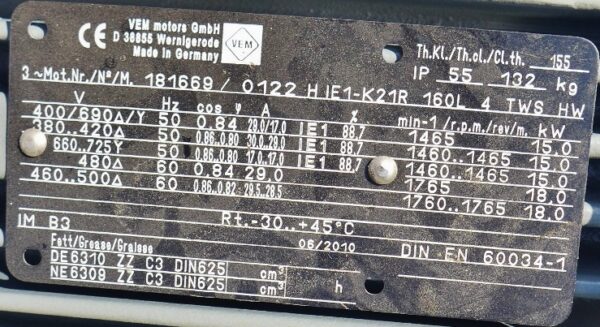 VEM motors GmbH
CE D 38855 Wernigerode VEM
Made in Germany
Th.Kl./Th.cl./Cl.th. 155
IP 55 132 kg
3~Mot.Nr./N°/M. 181669/ 0122 H IE1-K21R 160L 4 TWS HW
V Hz cos φ A % min-1/r.p.m./rev/m. kW
400/690Δ/Y 50 0.84 29.0/17.0 IE1 88.7 1465 15.0
380..420Δ 50 0.86..0.80 30.0..29.0 IE1 88.7 1460..1465 15.0
660..725Y 50 0.86..0.80 17.0..17.0 IE1 88.7 1460..1465 15.0
480Δ 60 0.84 29.0 1765 18.0
460..500Δ 60 0.86..0.82 29.5..28.5 1760..1765 18.0
IM B3 Rt.-30..+45°C
Fett/Grease/Graisse 06/2010 DIN EN 60034-1
DE6310 ZZ C3 DIN625 cm³
NE6309 ZZ C3 DIN625 cm³ h